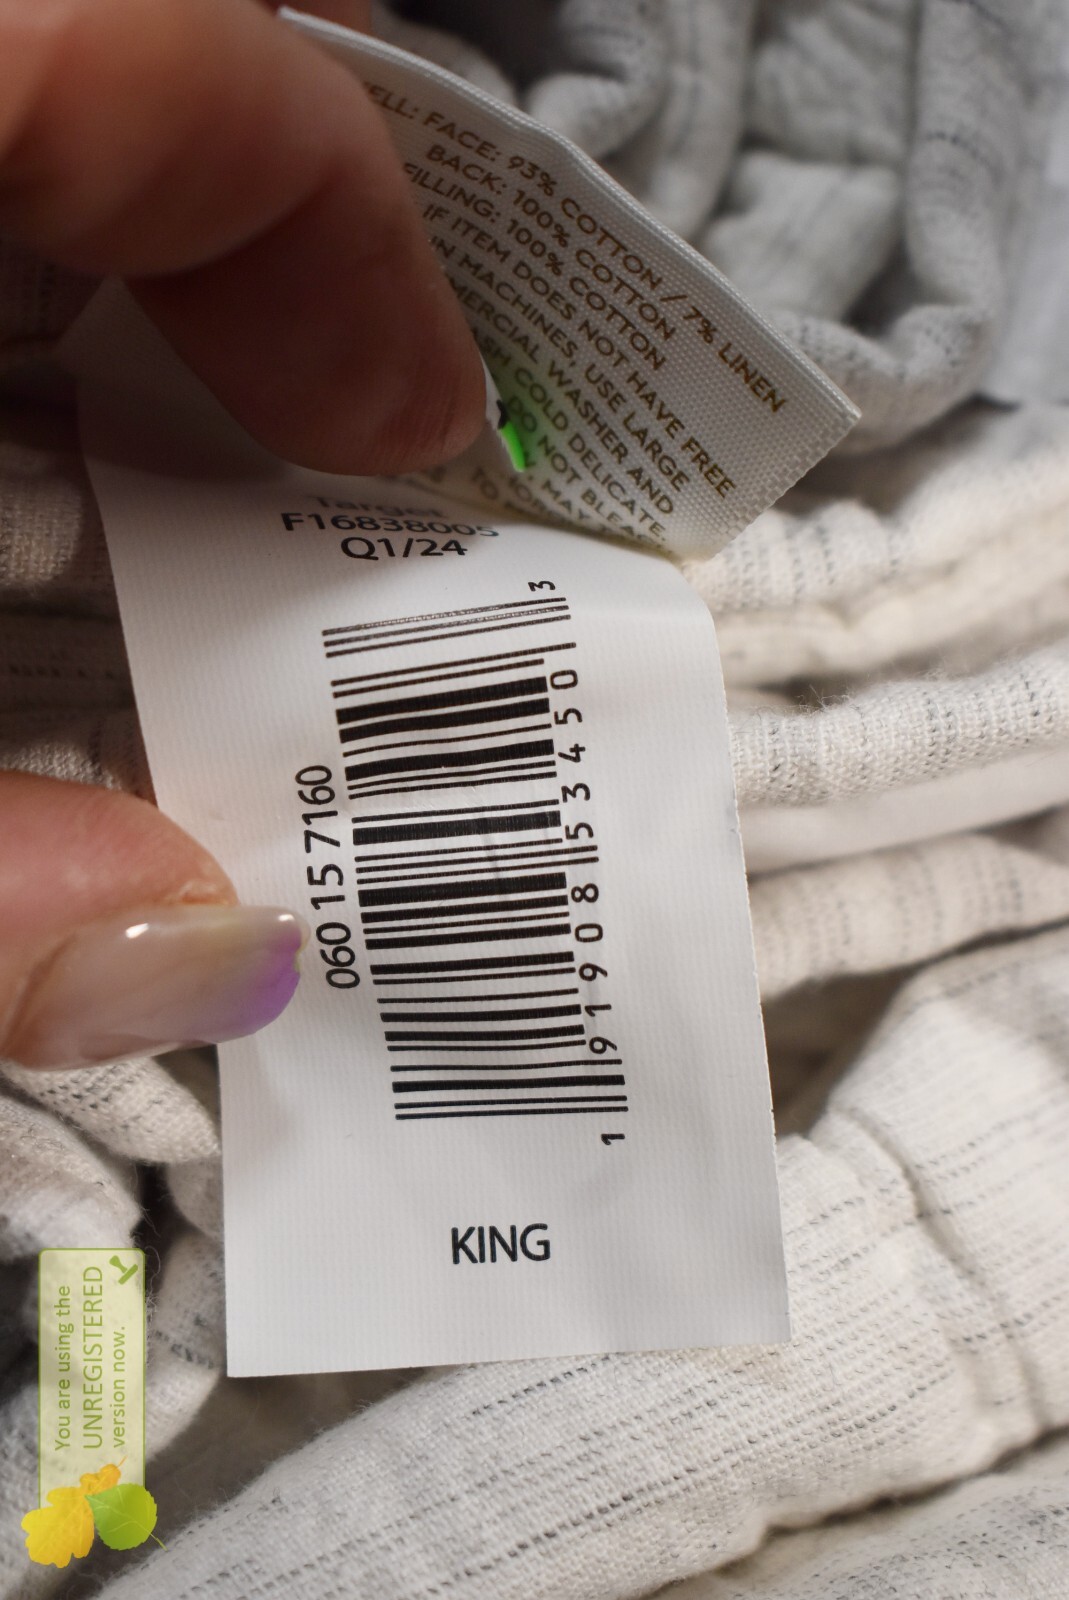 FACE: 93% COTTON / 7% LINEN
BACK: 100% COTTON
FILLING: 100% COTTON
IF ITEM DOES NOT HAVE FREE
MACHINES, USE LARGE
WASHER AND
COLD DELICATE
DO NOT BLEACH.
MAY
TO
Target
F16838005
Q1/24
060 15 7160
1 91908 53450 3
KING
You are using the
UNREGISTERED
version now.